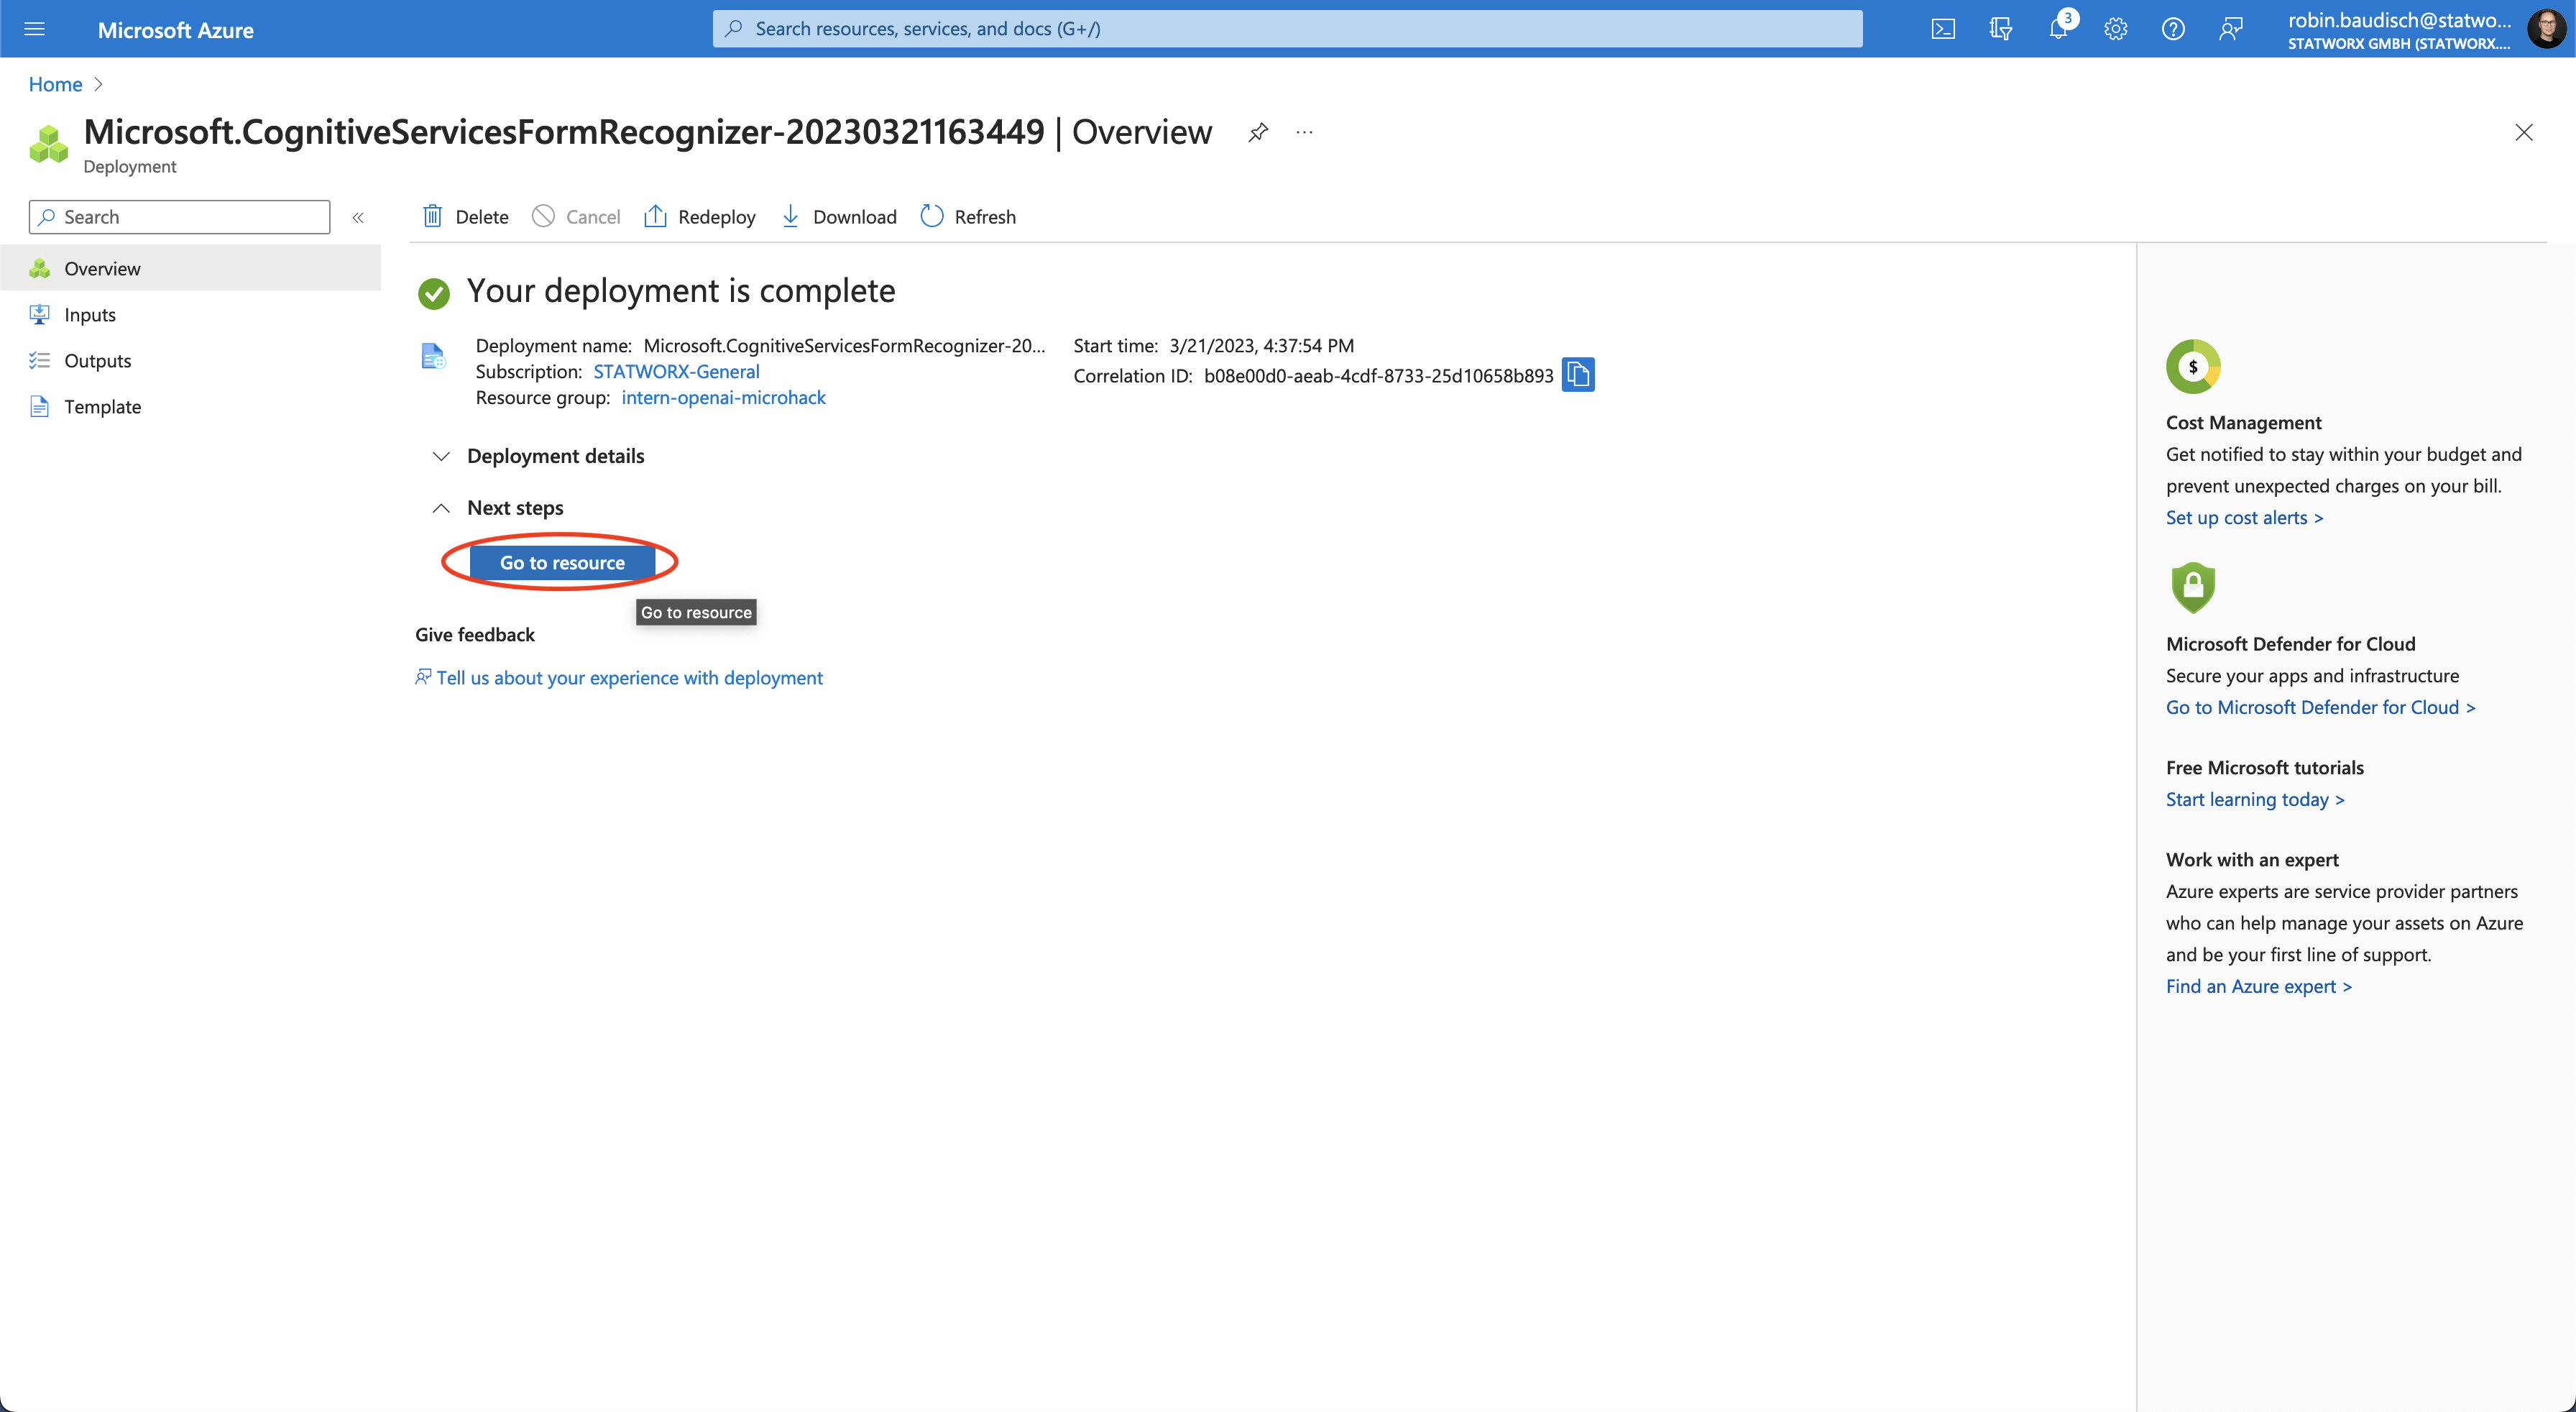 Microsoft Azure
Search resources, services, and docs (G+/)
3
robin.baudisch@statwo...
STATWORX GMBH (STATWORX....
Home
Microsoft.CognitiveServicesFormRecognizer-20230321163449 | Overview
Deployment
Search
Delete
Cancel
Redeploy
Download
Refresh
Overview
Inputs
Outputs
Template
Your deployment is complete
Deployment name: Microsoft.CognitiveServicesFormRecognizer-20...
Subscription: STATWORX-General
Resource group: intern-openai-microhack
Start time: 3/21/2023, 4:37:54 PM
Correlation ID: b08e00d0-aeab-4cdf-8733-25d10658b893
Deployment details
Next steps
Go to resource
Go to resource
Give feedback
Tell us about your experience with deployment
$
Cost Management
Get notified to stay within your budget and
prevent unexpected charges on your bill.
Set up cost alerts >
Microsoft Defender for Cloud
Secure your apps and infrastructure
Go to Microsoft Defender for Cloud >
Free Microsoft tutorials
Start learning today >
Work with an expert
Azure experts are service provider partners
who can help manage your assets on Azure
and be your first line of support.
Find an Azure expert >